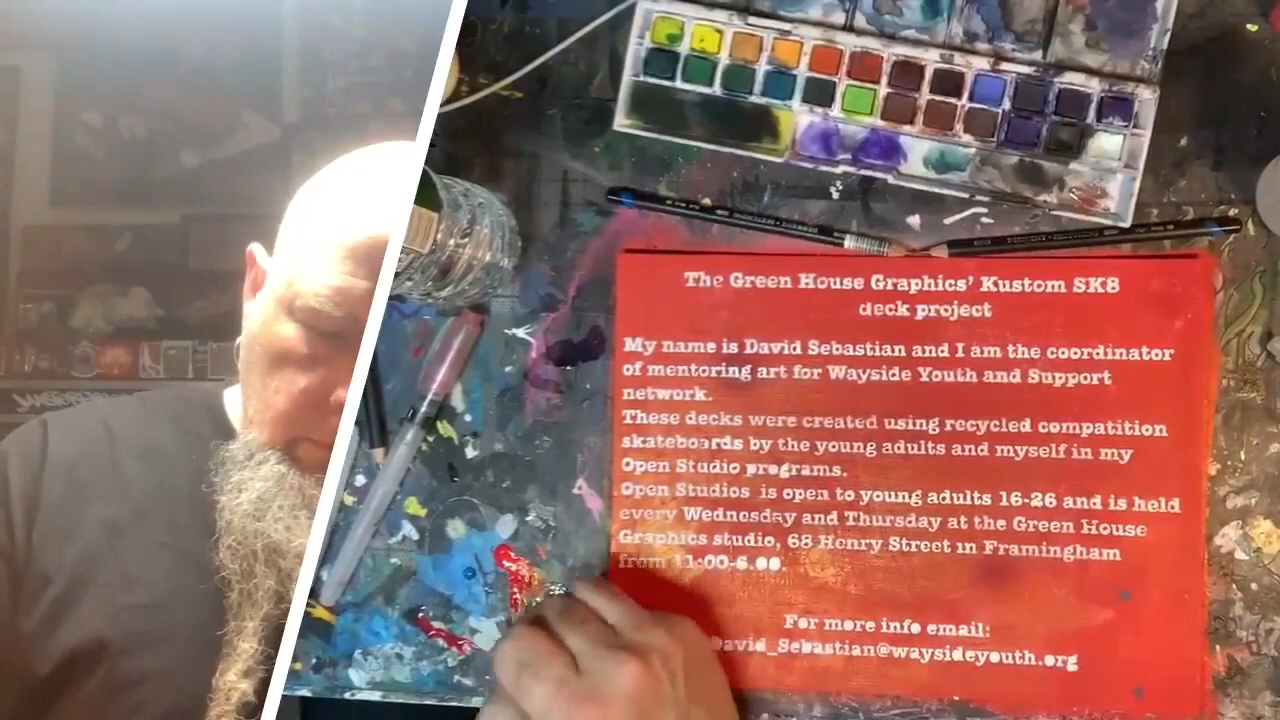 The Green House Graphics' Kustom SK8
deck project
My name is David Sebastian and I am the coordinator
of mentoring art for Wayside Youth and Support
network.
These decks were created using recycled compatition
skateboards by the young adults and myself in my
Open Studio programs.
Open Studios is open to young adults 16-26 and is held
every Wednesday and Thursday at the Green House
Graphics studio, 68 Henry Street in Framingham
from 11:00-6.00.
For more info email:
David_Sebastian@waysideyouth.org